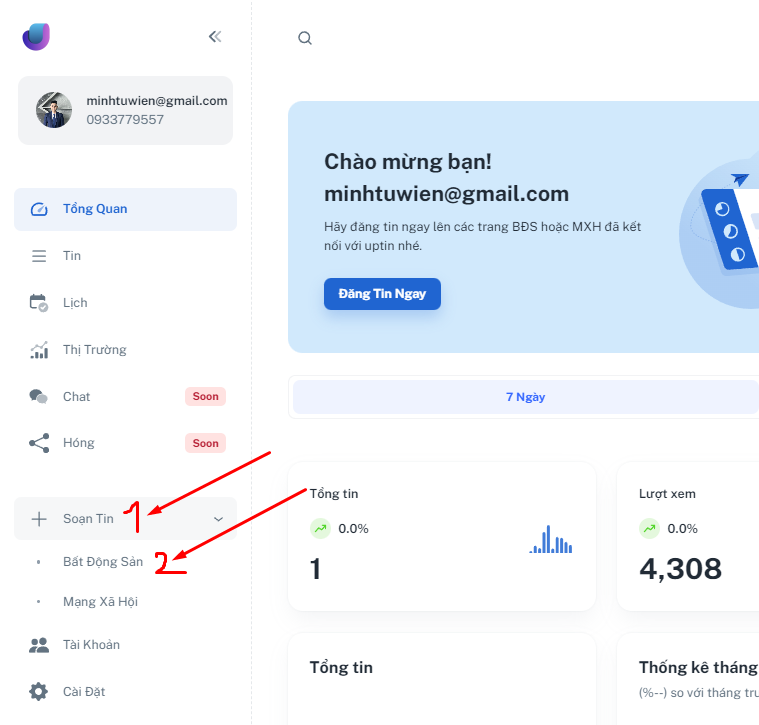 minhtuwien@gmail.com
0933779557
Tổng Quan
Tin
Lịch
Thị Trường
Chat
Soon
Hóng
Soon
Soạn Tin
1
Bất Động Sản
2
Mạng Xã Hội
Tài Khoản
Cài Đặt
Chào mừng bạn!
minhtuwien@gmail.com
Hãy đăng tin ngay lên các trang BĐS hoặc MXH đã kết
nối với uptin nhé.
Đăng Tin Ngay
7 Ngày
Tổng tin
0.0%
1
Lượt xem
0.0%
4,308
Tổng tin
Thống kê tháng
(%--) so với tháng